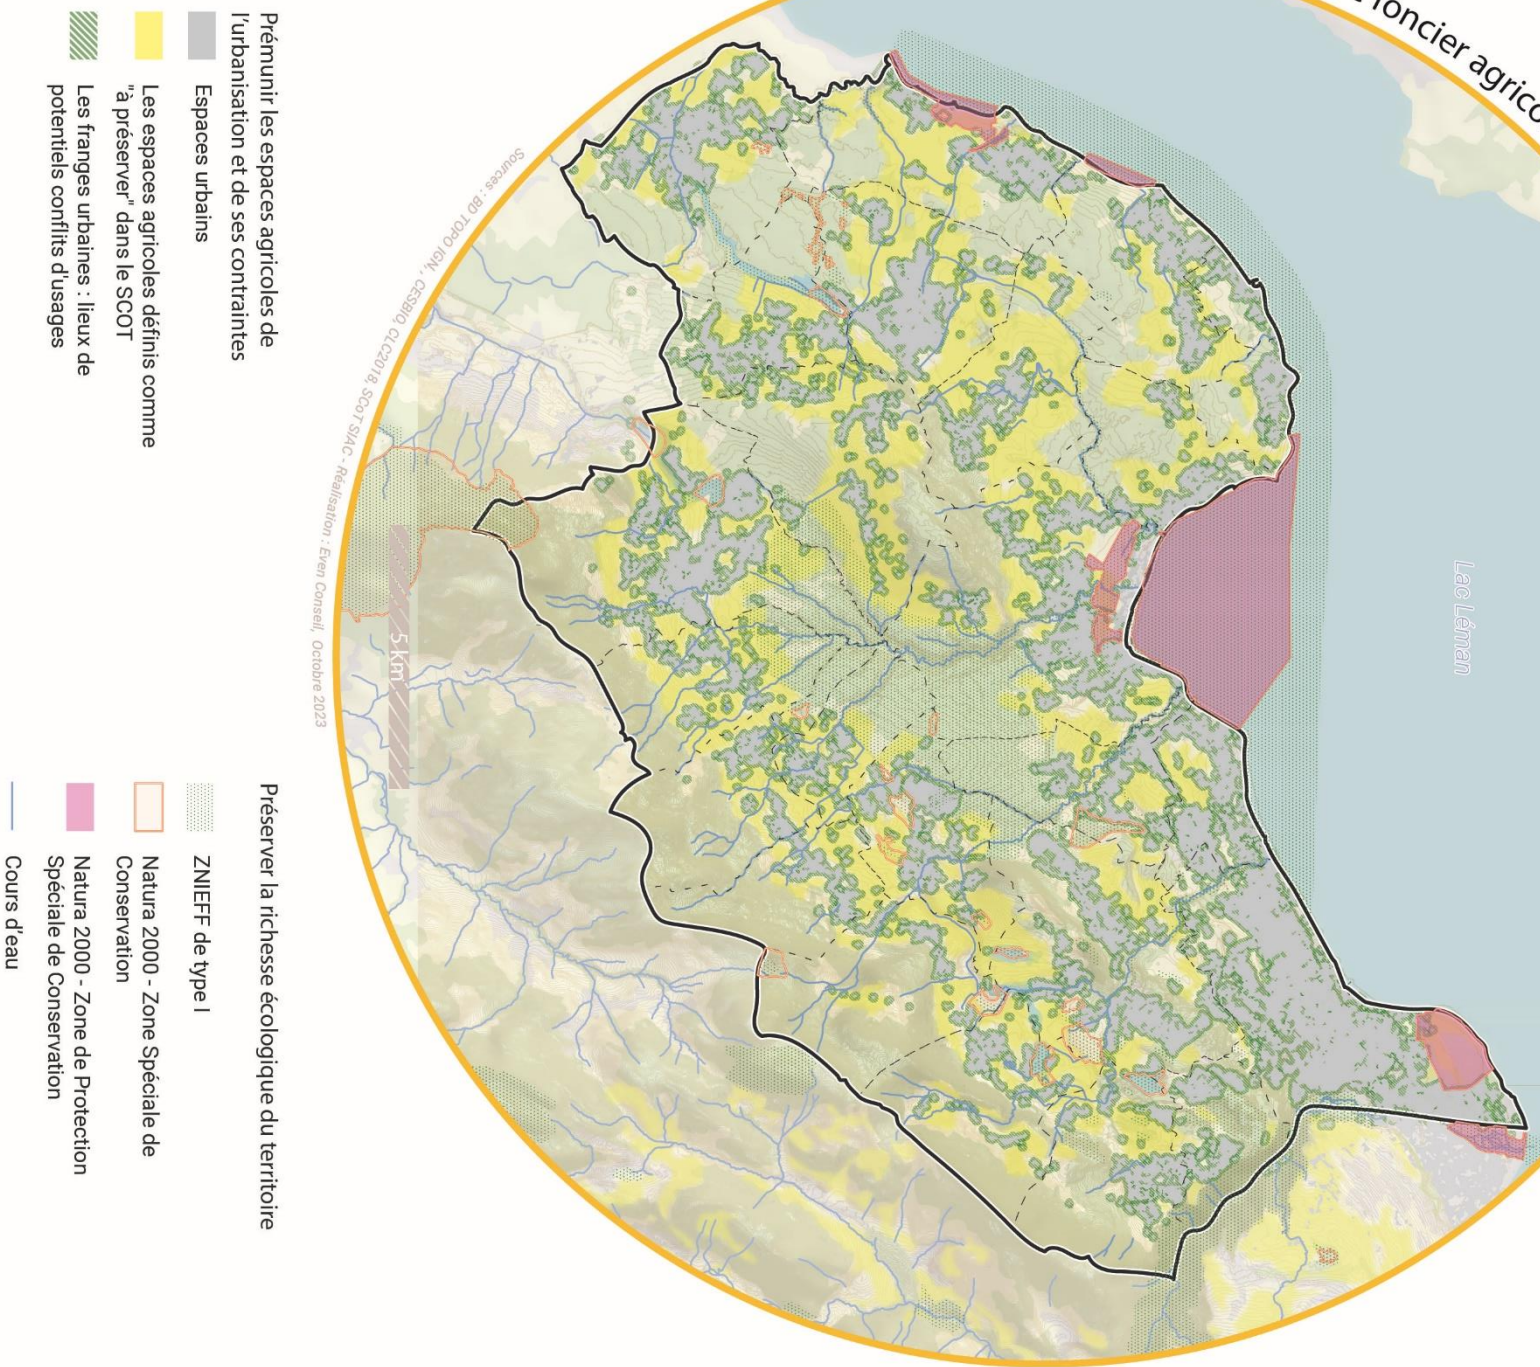 foncier agrico
Lac Léman
5 km
Sources : BD TOPO IGN, CESBIO, CLC2018, SCoT SIAC - Réalisation : Even Conseil, Octobre 2023
Prémunir les espaces agricoles de
l'urbanisation et de ses contraintes
Espaces urbains
Les espaces agricoles définis comme
"à préserver" dans le SCOT
Les franges urbaines : lieux de
potentiels conflits d'usages
Préserver la richesse écologique du territoire
ZNIEFF de type I
Natura 2000 - Zone Spéciale de
Conservation
Natura 2000 - Zone de Protection
Spéciale de Conservation
Cours d'eau